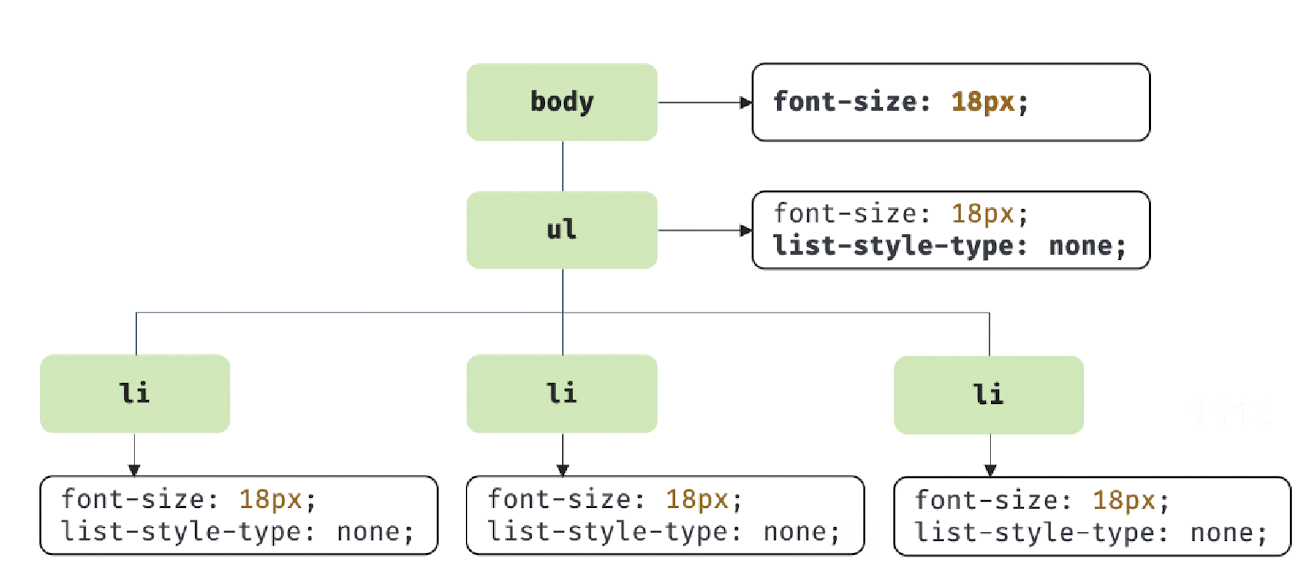 body
font-size: 18px;
ul
font-size: 18px;
list-style-type: none;
li
li
li
font-size: 18px;
list-style-type: none;
font-size: 18px;
list-style-type: none;
font-size: 18px;
list-style-type: none;